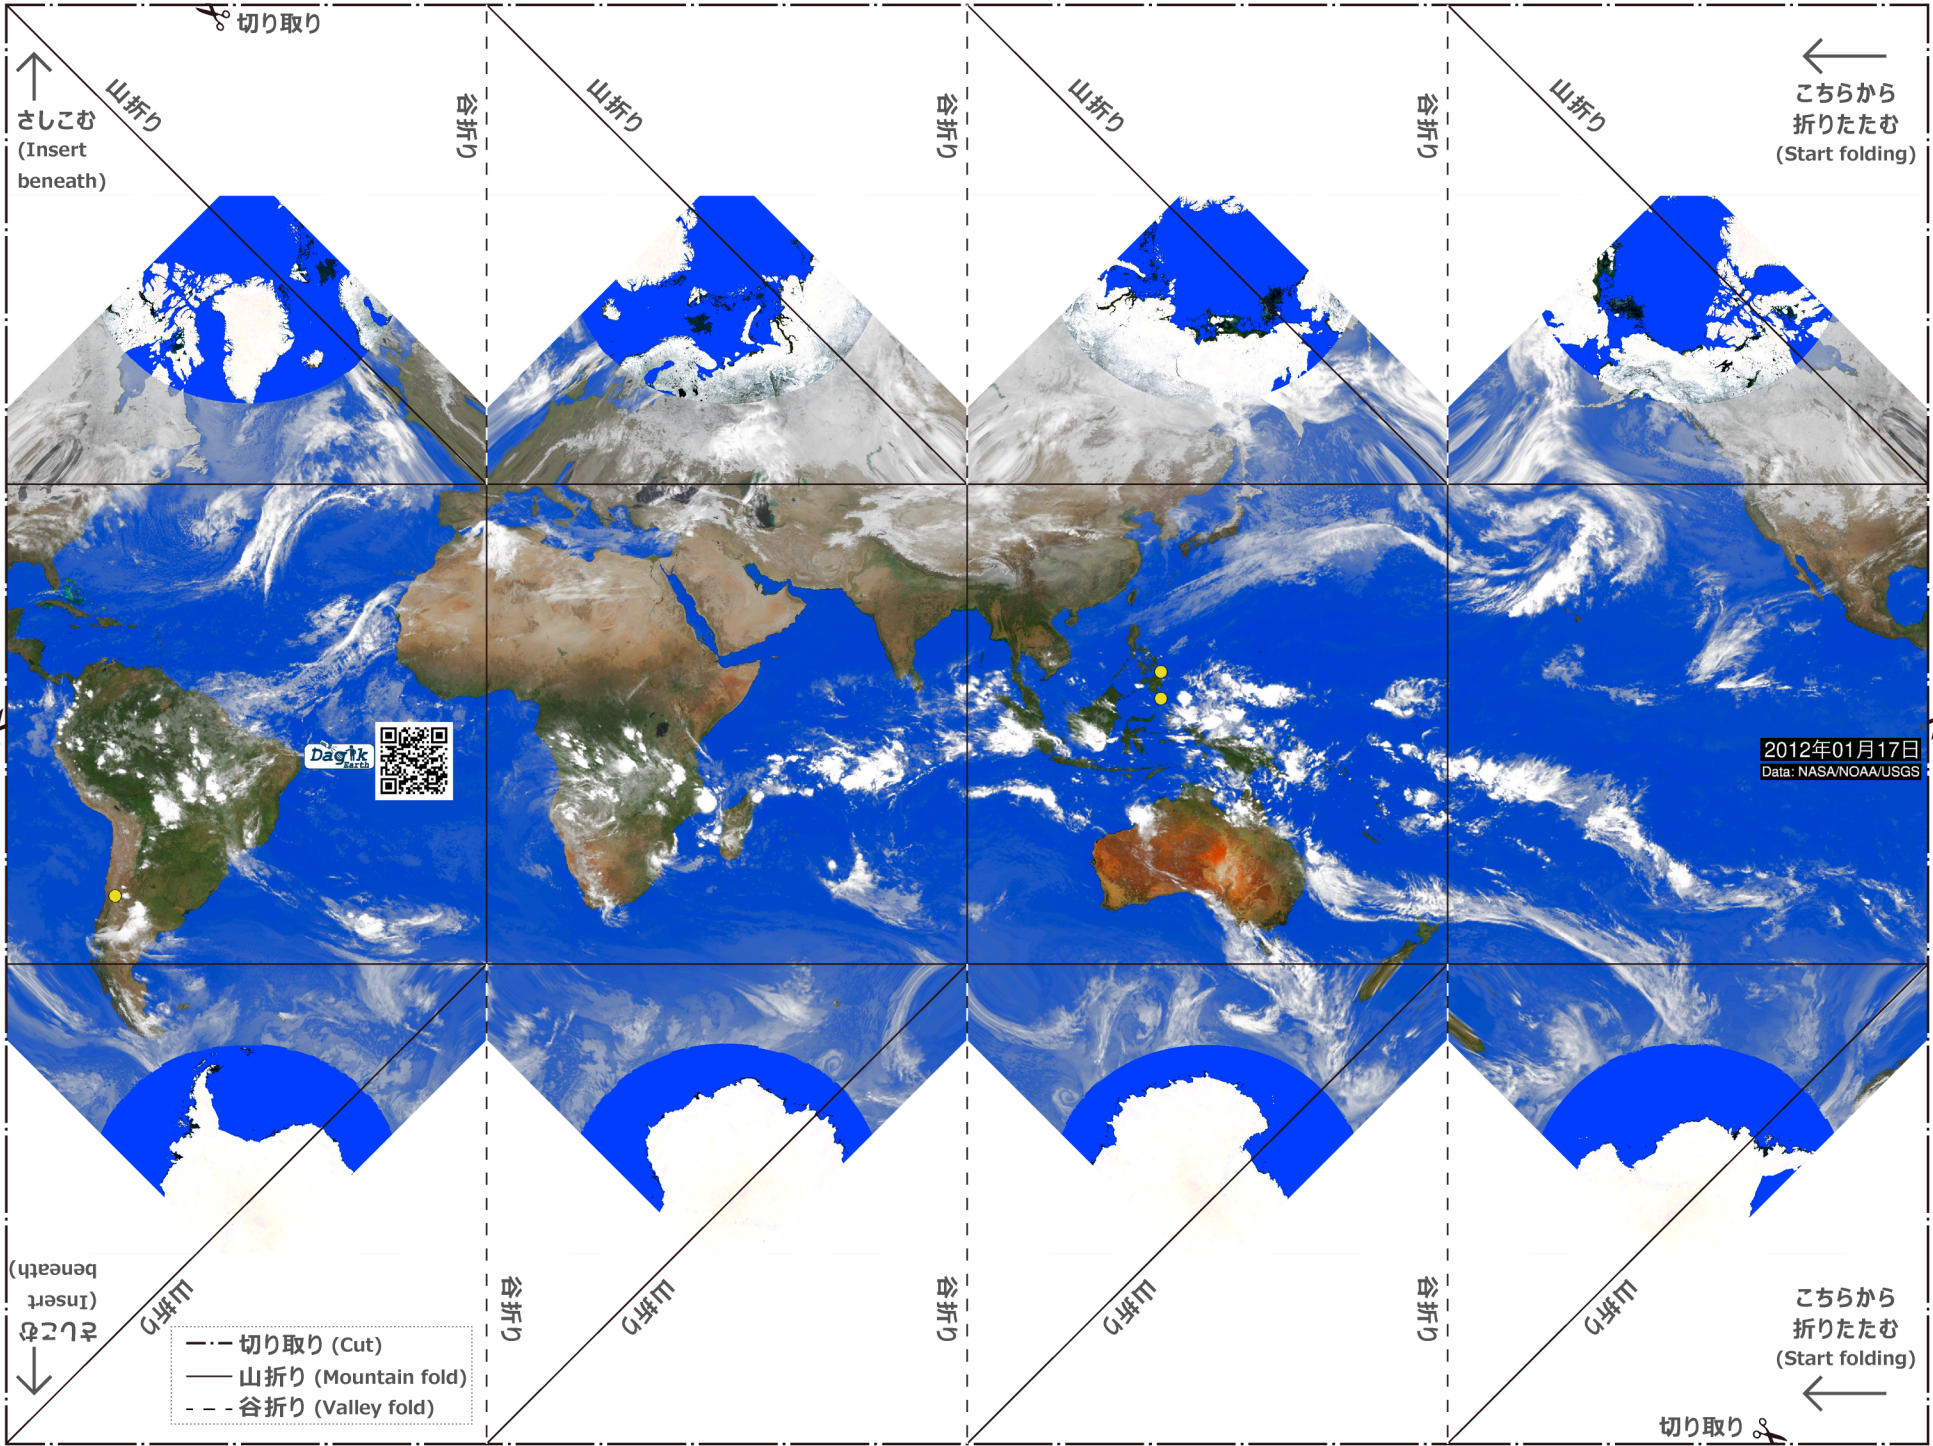 切り取り
山折り
谷折り
山折り
谷折り
山折り
谷折り
山折り
こちらから
折りたたむ
(Start folding)
さしこむ
(Insert
beneath)
Dagik
Earth
2012年01月17日
Data: NASA/NOAA/USGS
さしこむ
(Insert
beneath)
山折り
谷折り
山折り
谷折り
山折り
谷折り
山折り
こちらから
折りたたむ
(Start folding)
切り取り (Cut)
山折り (Mountain fold)
谷折り (Valley fold)
切り取り